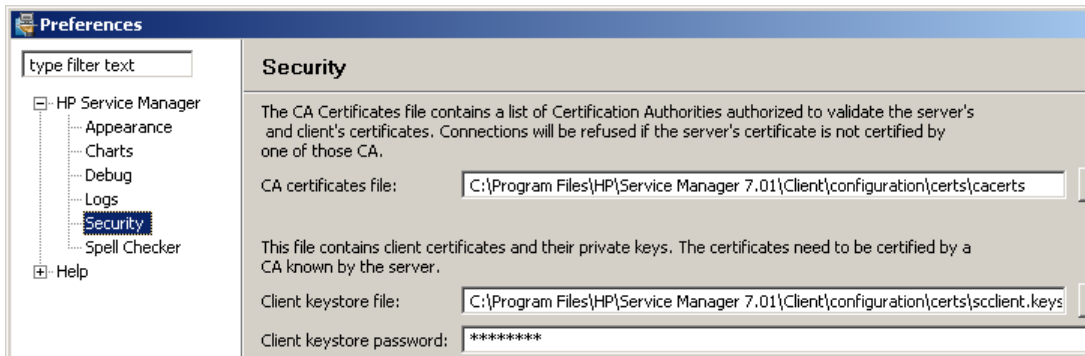 Preferences
type filter text
HP Service Manager
Appearance
Charts
Debug
Logs
Security
Spell Checker
Help
Security
The CA Certificates file contains a list of Certification Authorities authorized to validate the server's
and client's certificates. Connections will be refused if the server's certificate is not certified by
one of those CA.
CA certificates file: C:\Program Files\HP\Service Manager 7.01\Client\configuration\certs\cacerts
This file contains client certificates and their private keys. The certificates need to be certified by a
CA known by the server.
Client keystore file: C:\Program Files\HP\Service Manager 7.01\Client\configuration\certs\scclient.keys
Client keystore password: ********